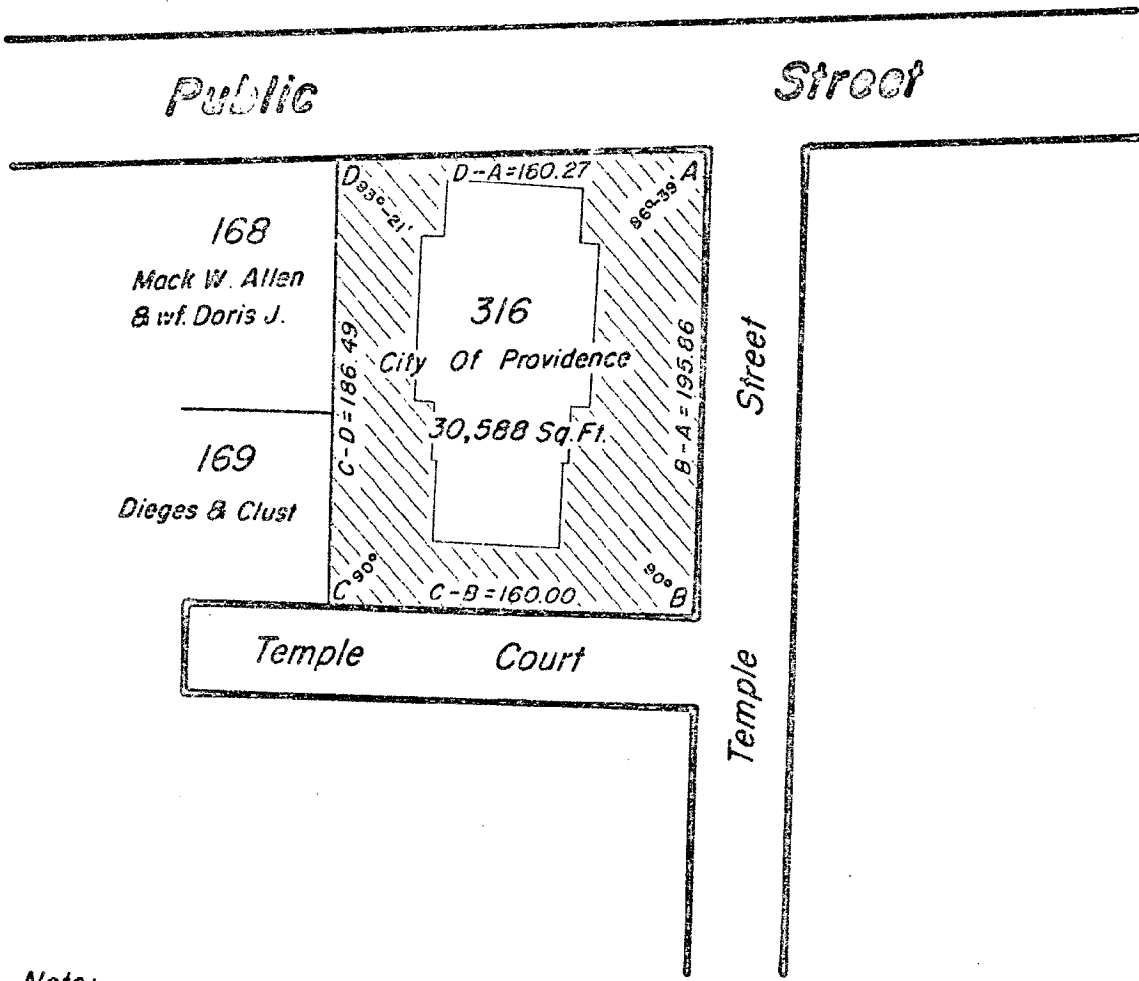 Public Street
D D-A=160.27 A
93°-21'
86°-39'
168
Mack W. Allen
& wf. Doris J.
316
City Of Providence
30,588 Sq.Ft.
C-D=186.49
B-A=195.86
Street
169
Dieges & Clust
C 90°
C-B=160.00
90° B
Temple Court
Temple
Note: